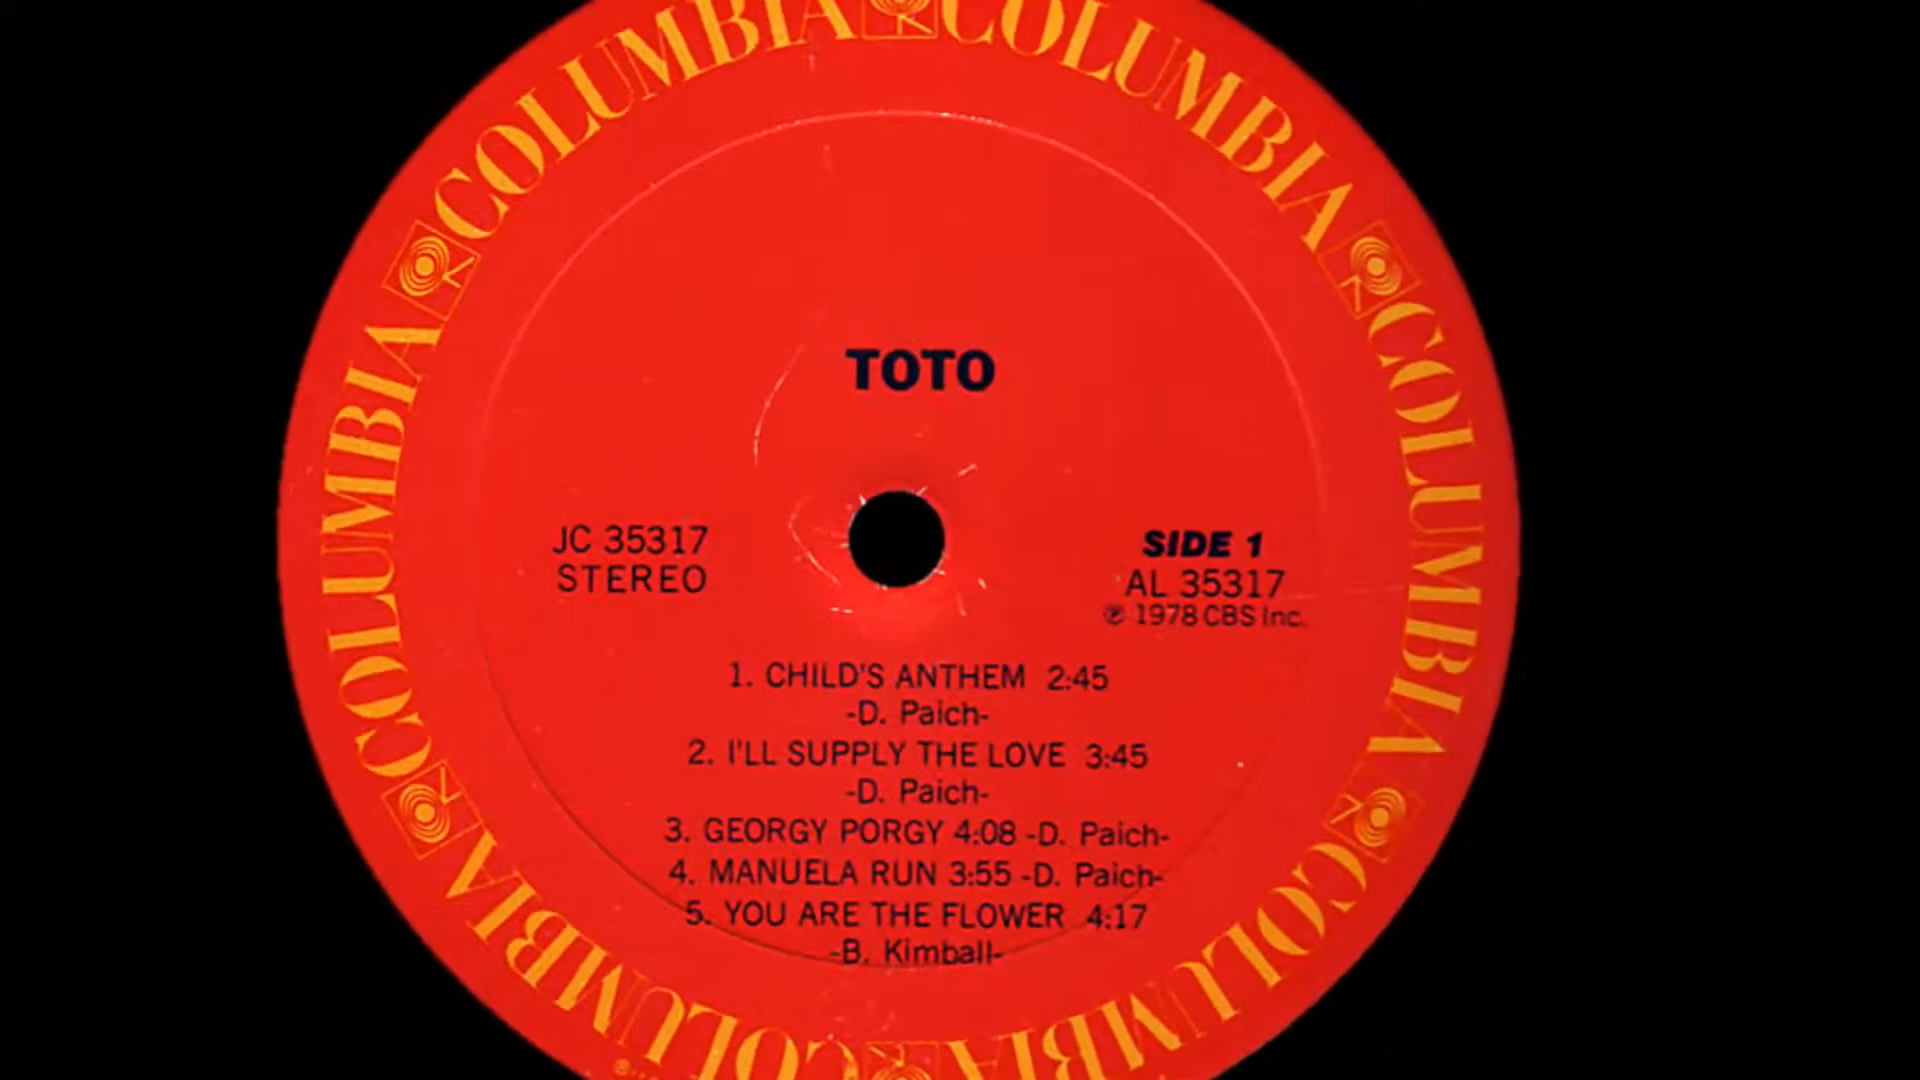 COLUMBIA COLUMBIA COLUMBIA COLUMBIA COLUMBIA COLUMBIA
TOTO
JC 35317
STEREO
SIDE 1
AL 35317
℗ 1978 CBS Inc.
1. CHILD'S ANTHEM 2:45
-D. Paich-
2. I'LL SUPPLY THE LOVE 3:45
-D. Paich-
3. GEORGY PORGY 4:08 -D. Paich-
4. MANUELA RUN 3:55 -D. Paich-
5. YOU ARE THE FLOWER 4:17
-B. Kimball-